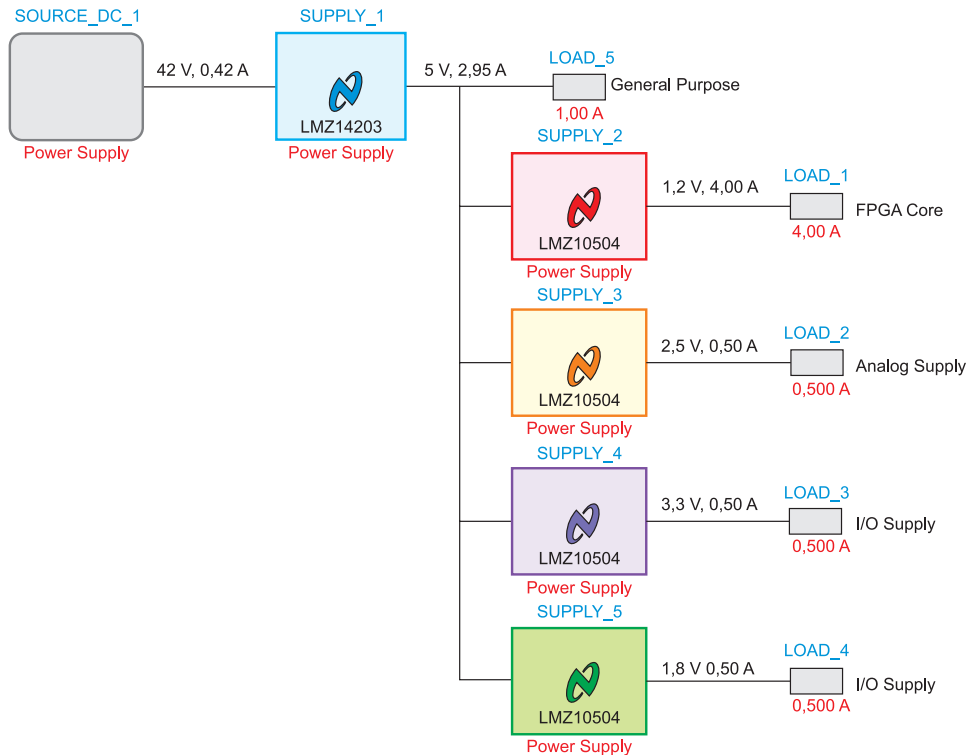 SOURCE_DC_1
SUPPLY_1
42 V, 0,42 A
LMZ14203
Power Supply
Power Supply
5 V, 2,95 A
LOAD_5
General Purpose
1,00 A
SUPPLY_2
LMZ10504
Power Supply
1,2 V, 4,00 A
LOAD_1
FPGA Core
4,00 A
SUPPLY_3
LMZ10504
Power Supply
2,5 V, 0,50 A
LOAD_2
Analog Supply
0,500 A
SUPPLY_4
LMZ10504
Power Supply
3,3 V, 0,50 A
LOAD_3
I/O Supply
0,500 A
SUPPLY_5
LMZ10504
Power Supply
1,8 V 0,50 A
LOAD_4
I/O Supply
0,500 A